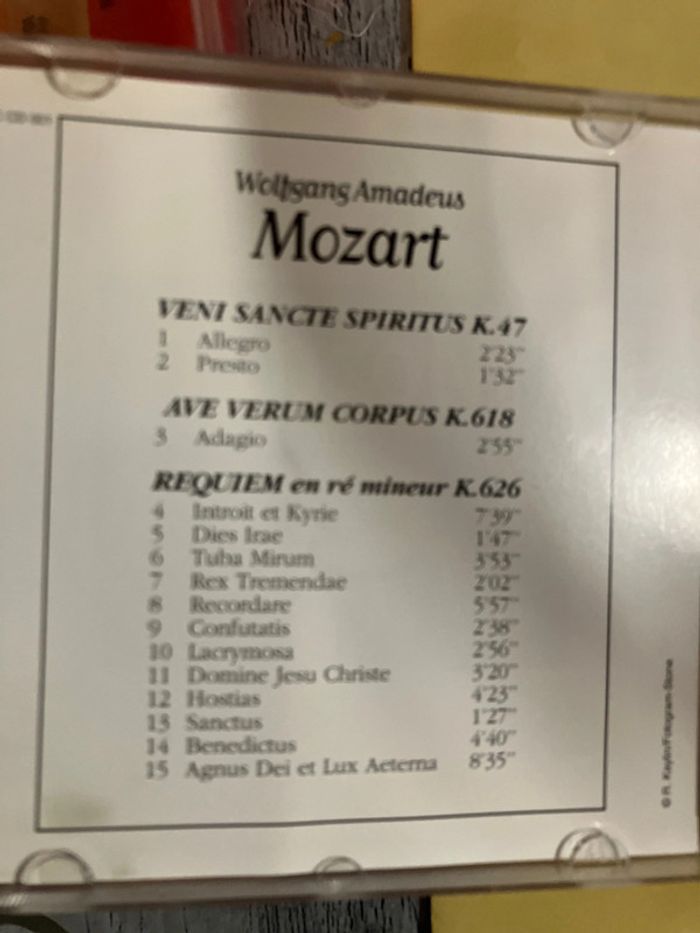 Wolfgang Amadeus
Mozart
VENI SANCTE SPIRITUS K.47
1 Allegro 2'23"
2 Presto 1'32"
AVE VERUM CORPUS K.618
3 Adagio 2'55"
REQUIEM en ré mineur K.626
4 Introit et Kyrie 7'39"
5 Dies Irae 1'47"
6 Tuba Mirum 3'53"
7 Rex Tremendae 2'02"
8 Recordare 5'57"
9 Confutatis 2'38"
10 Lacrymosa 2'56"
11 Domine Jesu Christe 3'20"
12 Hostias 4'23"
13 Sanctus 1'27"
14 Benedictus 4'40"
15 Agnus Dei et Lux Aeterna 8'35"
© R. Kaylin/Fotogram-Stone